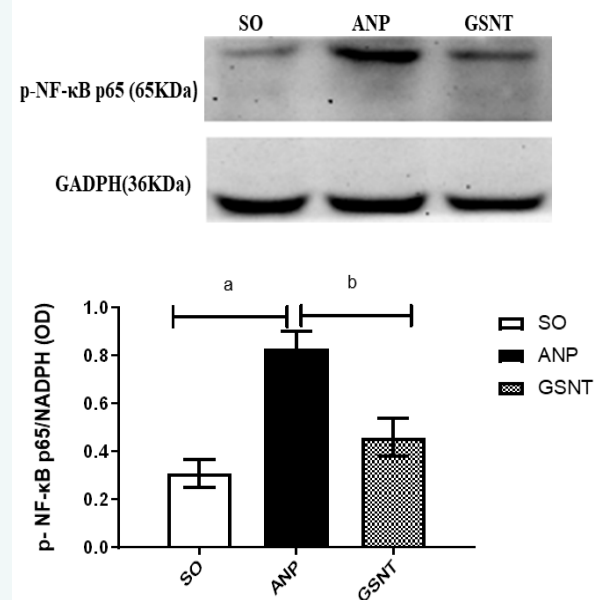 SO ANP GSNT
p-NF-κB p65 (65KDa)
GADPH(36KDa)
a b
1.0
0.8
0.6
0.4
0.2
0.0
p- NF-κB p65/NADPH (OD)
SO ANP GSNT
SO
ANP
GSNT